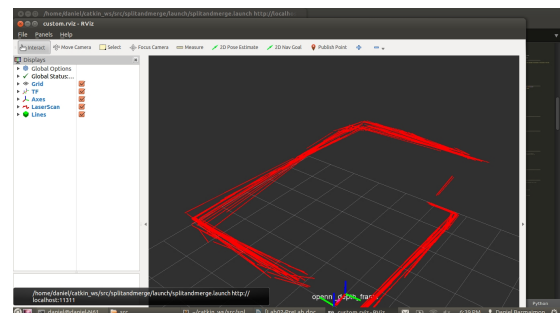 /home/daniel/catkin_ws/src/splitandmerge/launch/splitandmerge.launch http://localho
custom.rviz - RViz
File Panels Help
Interact Move Camera Select Focus Camera Measure 2D Pose Estimate 2D Nav Goal Publish Point
Displays
Global Options
Global Status:...
Grid
TF
Axes
LaserScan
Lines
/home/daniel/catkin_ws/src/splitandmerge/launch/splitandmerge.launch http://
localhost:11311
Python